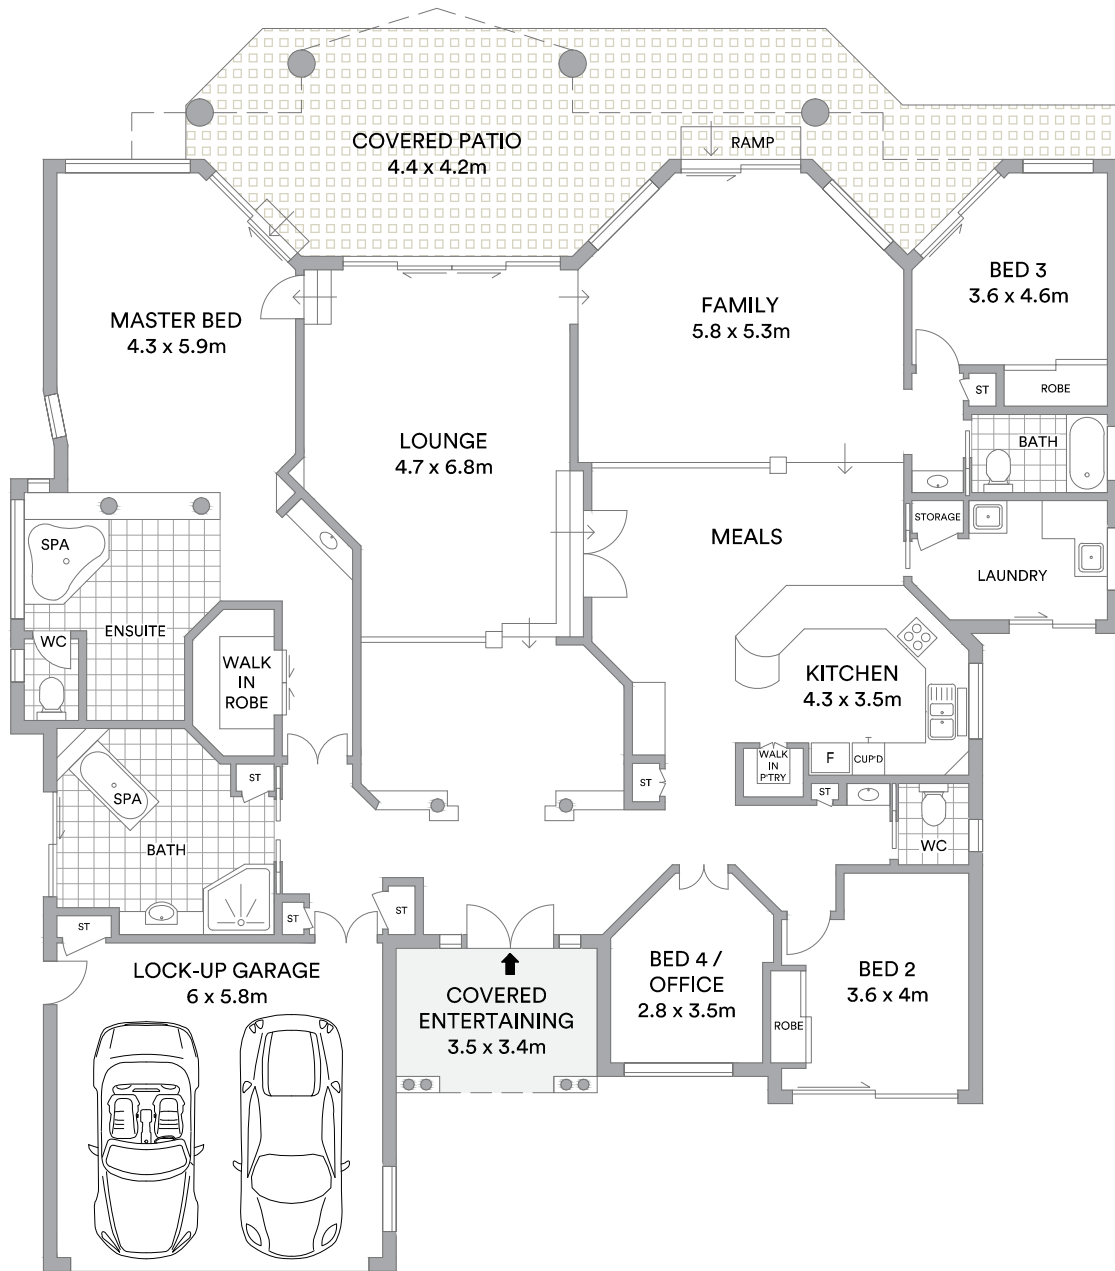 RAMP
COVERED PATIO
4.4 x 4.2m
BED 3
3.6 x 4.6m
FAMILY
5.8 x 5.3m
MASTER BED
4.3 x 5.9m
ST
ROBE
LOUNGE
4.7 x 6.8m
BATH
STORAGE
MEALS
SPA
LAUNDRY
ENSUITE
WC
WALK
IN
ROBE
KITCHEN
4.3 x 3.5m
WALK
IN
P'TRY
F
CUP'D
ST
ST
ST
SPA
WC
BATH
ST
ST
ST
LOCK-UP GARAGE
6 x 5.8m
BED 4 /
OFFICE
2.8 x 3.5m
BED 2
3.6 x 4m
COVERED
ENTERTAINING
3.5 x 3.4m
ROBE